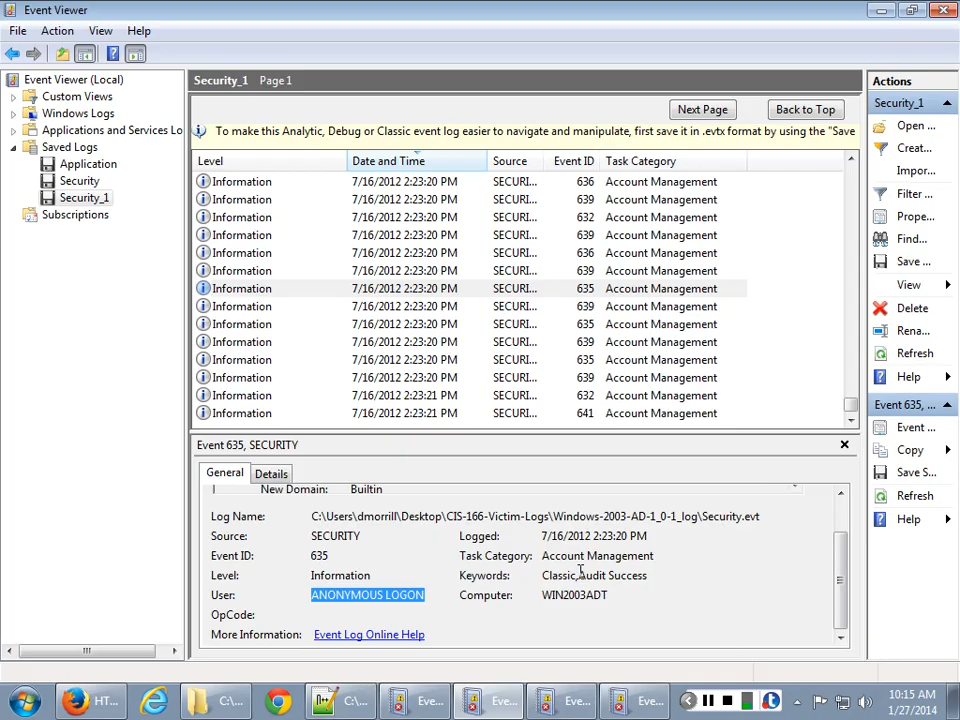 Event Viewer
File Action View Help
Event Viewer (Local)
Custom Views
Windows Logs
Applications and Services Lo
Saved Logs
Application
Security
Security_1
Subscriptions
Security_1 Page 1
Next Page Back to Top
To make this Analytic, Debug or Classic event log easier to navigate and manipulate, first save it in .evtx format by using the "Save
Level Date and Time Source Event ID Task Category
Information 7/16/2012 2:23:20 PM SECURI... 636 Account Management
Information 7/16/2012 2:23:20 PM SECURI... 639 Account Management
Information 7/16/2012 2:23:20 PM SECURI... 632 Account Management
Information 7/16/2012 2:23:20 PM SECURI... 639 Account Management
Information 7/16/2012 2:23:20 PM SECURI... 636 Account Management
Information 7/16/2012 2:23:20 PM SECURI... 639 Account Management
Information 7/16/2012 2:23:20 PM SECURI... 635 Account Management
Information 7/16/2012 2:23:20 PM SECURI... 639 Account Management
Information 7/16/2012 2:23:20 PM SECURI... 635 Account Management
Information 7/16/2012 2:23:20 PM SECURI... 639 Account Management
Information 7/16/2012 2:23:20 PM SECURI... 635 Account Management
Information 7/16/2012 2:23:20 PM SECURI... 639 Account Management
Information 7/16/2012 2:23:21 PM SECURI... 632 Account Management
Information 7/16/2012 2:23:21 PM SECURI... 641 Account Management
Event 635, SECURITY
General Details
New Domain: Builtin
Log Name: C:\Users\dmorrill\Desktop\CIS-166-Victim-Logs\Windows-2003-AD-1_0-1_log\Security.evt
Source: SECURITY Logged: 7/16/2012 2:23:20 PM
Event ID: 635 Task Category: Account Management
Level: Information Keywords: Classic,Audit Success
User: ANONYMOUS LOGON Computer: WIN2003ADT
OpCode:
More Information: Event Log Online Help
Actions
Security_1
Open ...
Creat...
Impor...
Filter ...
Prope...
Find...
Save ...
View
Delete
Rena...
Refresh
Help
Event 635, ...
Event ...
Copy
Save S...
Refresh
Help
HT... C:\... C:\... Eve... Eve... Eve... Eve...
10:15 AM
1/27/2014